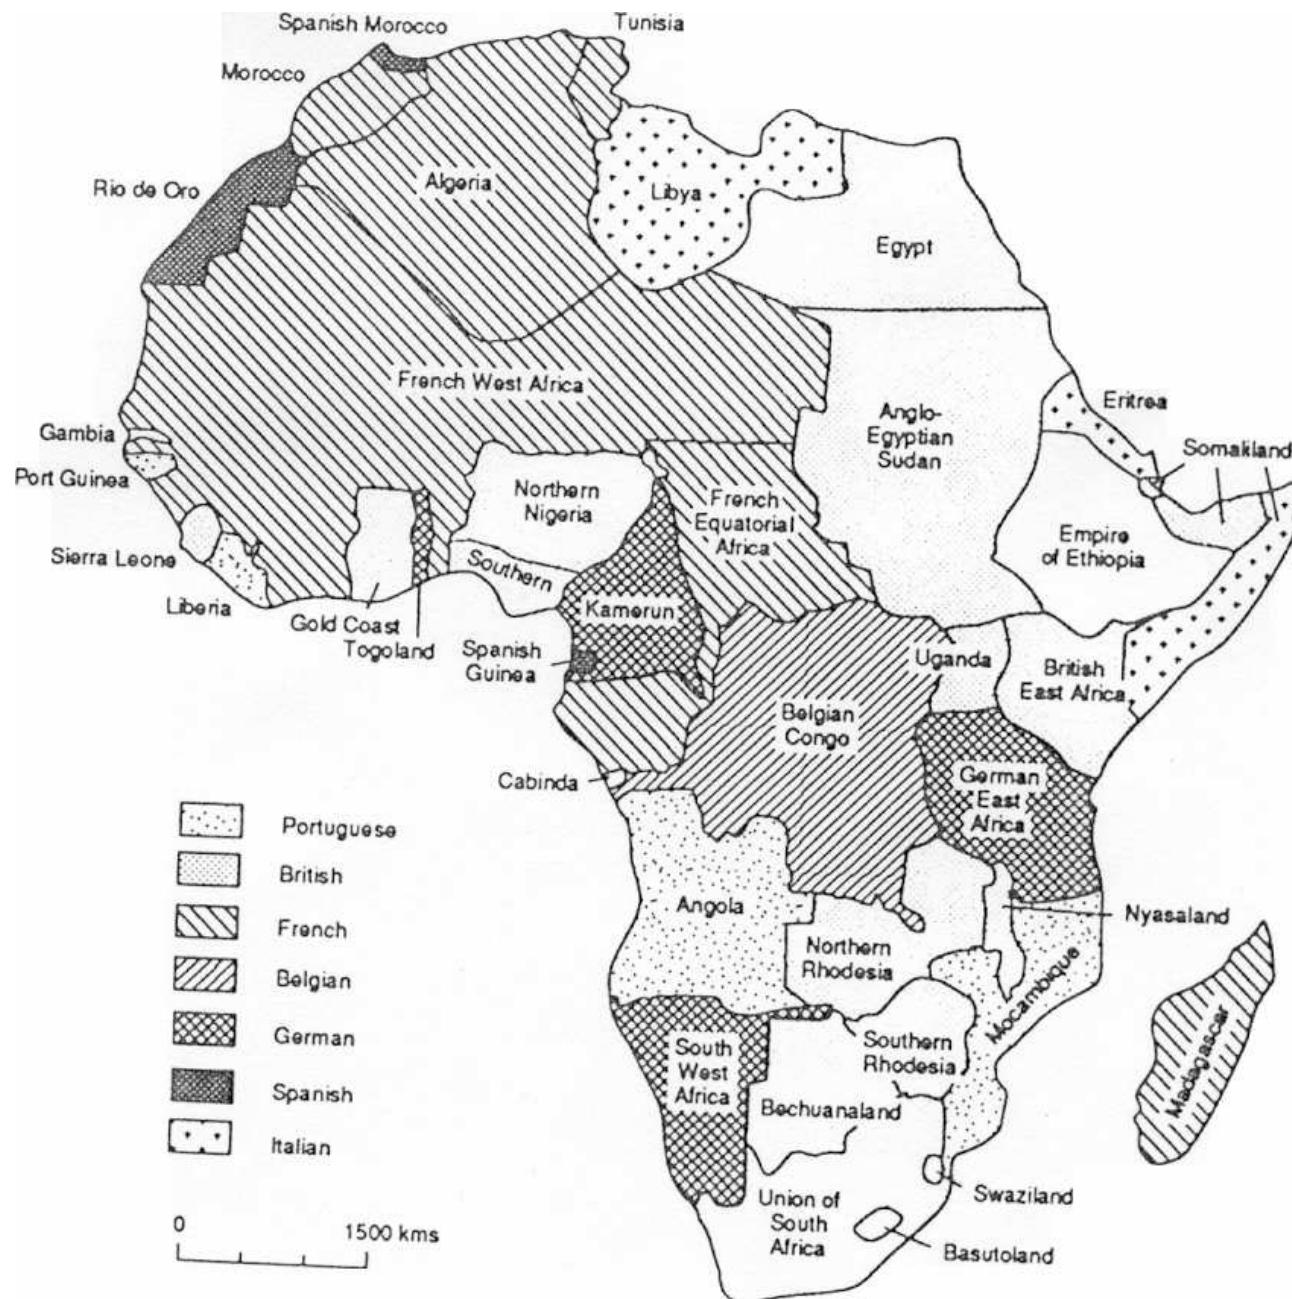 Spanish Morocco
Tunisia
Morocco
Rio de Oro
Algeria
Libya
Egypt
French West Africa
Gambia
Port Guinea
Sierra Leone
Liberia
Gold Coast
Togoland
Northern
Nigeria
Southern
Kamerun
Spanish
Guinea
French
Equatorial
Africa
Anglo-
Egyptian
Sudan
Eritrea
Somaliland
Empire
of Ethiopia
Uganda
British
East Africa
Belgian
Congo
German
East
Africa
Cabinda
Angola
Northern
Rhodesia
Nyasaland
Mocambique
Madagascar
Southern
Rhodesia
South
West
Africa
Bechuanaland
Swaziland
Union of
South
Africa
Basutoland
Portuguese
British
French
Belgian
German
Spanish
Italian
0 1500 kms